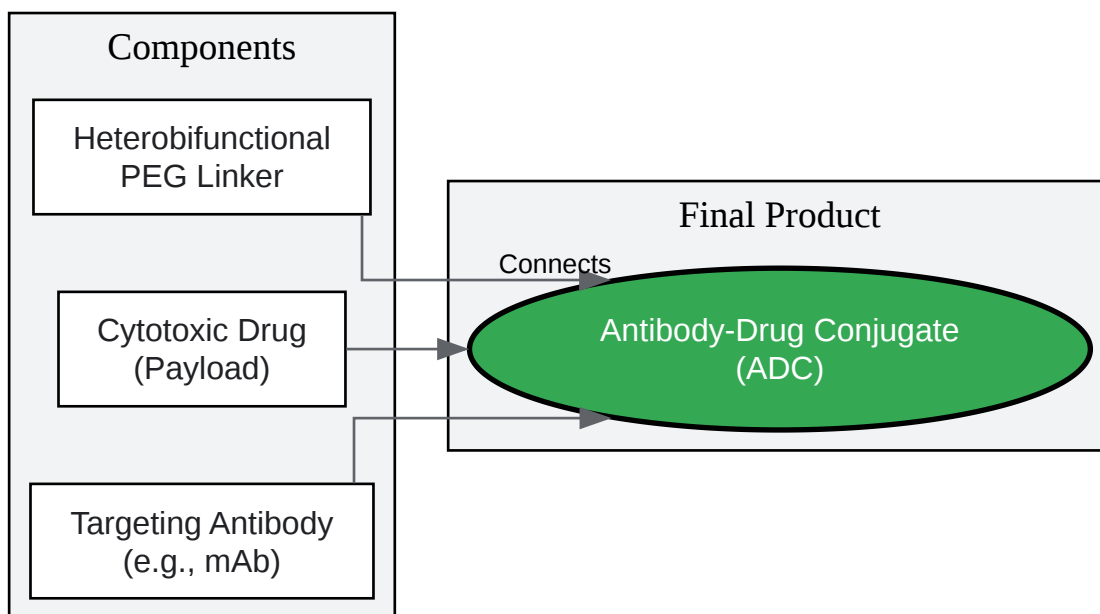 Components
Heterobifunctional
PEG Linker
Cytotoxic Drug
(Payload)
Targeting Antibody
(e.g., mAb)
Connects
Final Product
Antibody-Drug Conjugate
(ADC)